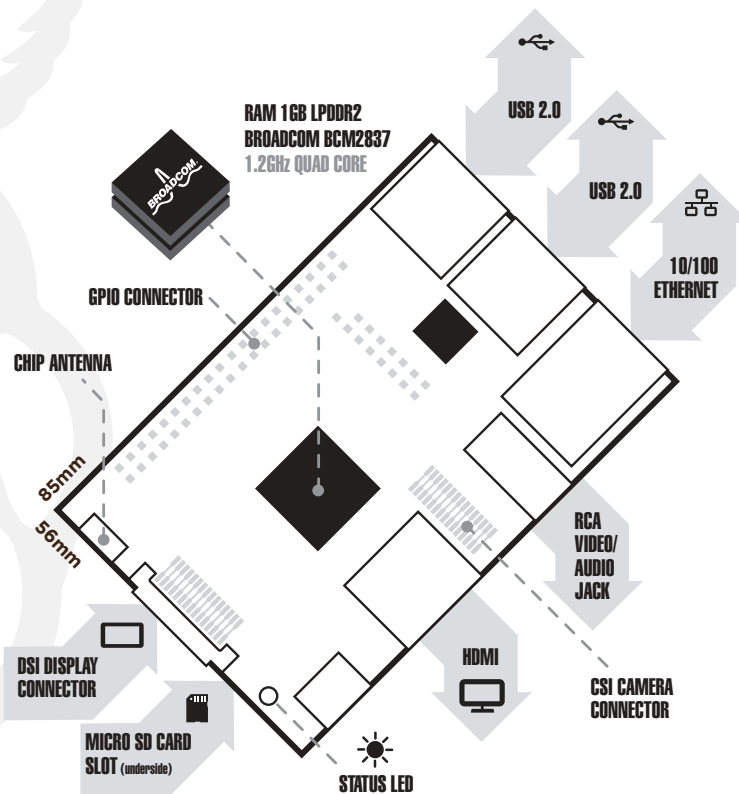 USB 2.0
RAM 1GB LPDDR2
BROADCOM BCM2837
1.2GHz QUAD CORE
BROADCOM.
USB 2.0
10/100
ETHERNET
GPIO CONNECTOR
CHIP ANTENNA
85mm
56mm
RCA
VIDEO/
AUDIO
JACK
DSI DISPLAY
CONNECTOR
HDMI
CSI CAMERA
CONNECTOR
MICRO SD CARD
SLOT (underside)
STATUS LED